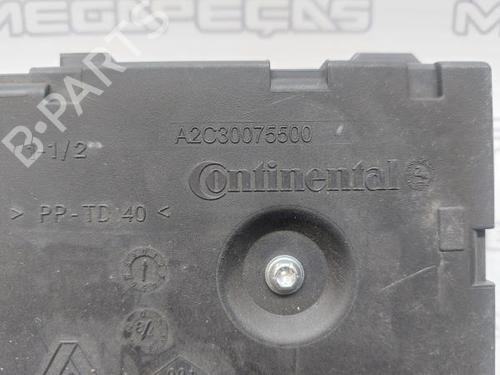 MEGAPEÇAS
B-PARTS
A2C30075500
-1/2
Continental
> PP-TD 40 <